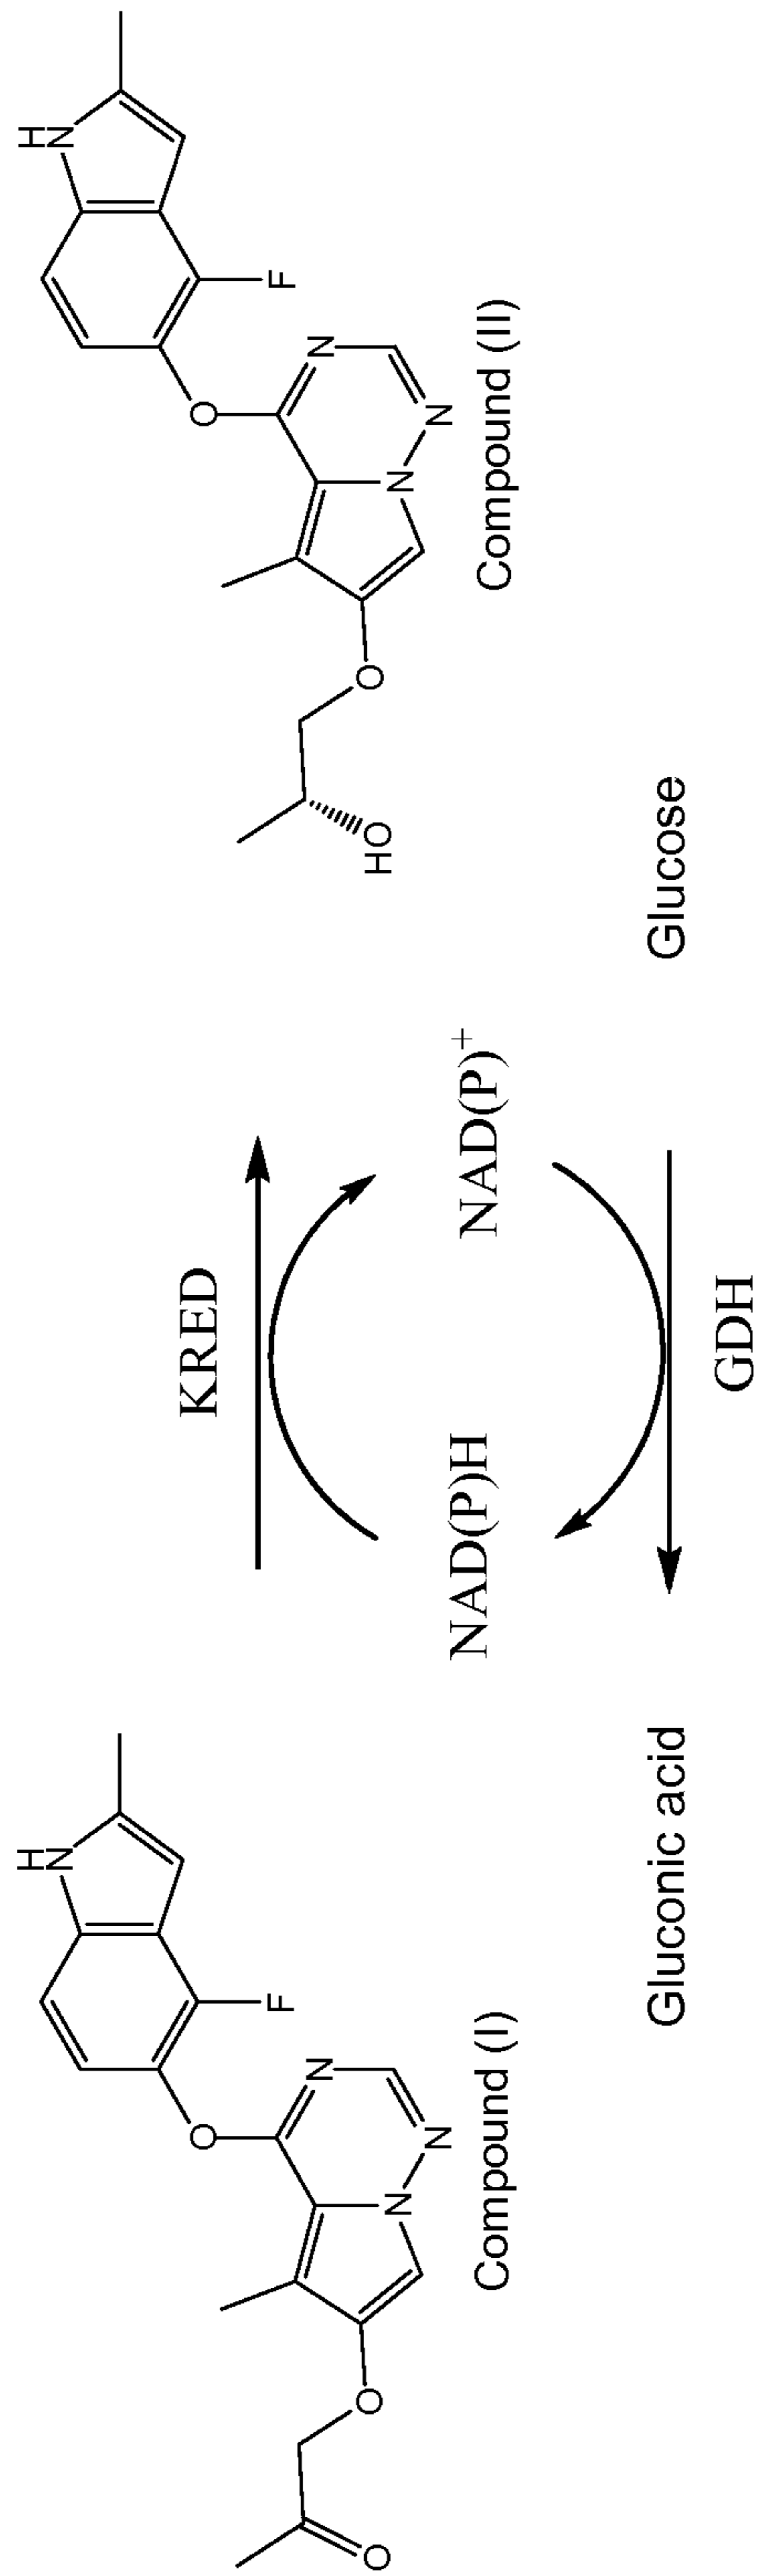 H
N
F
O
N
N
N
O
O
Compound (I)
KRED
NAD(P)H
NAD(P)+
H
N
F
O
N
N
N
O
HO
Compound (II)
Gluconic acid
GDH
Glucose